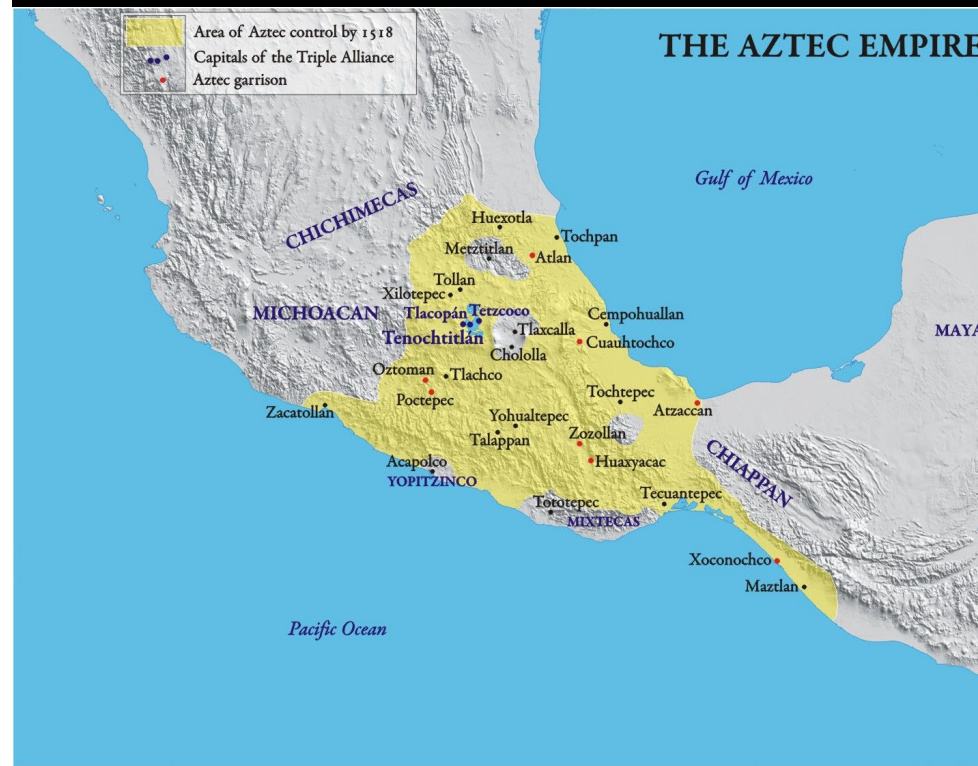 Area of Aztec control by 1518
Capitals of the Triple Alliance
Aztec garrison
THE AZTEC EMPIRE
Gulf of Mexico
CHICHIMECAS
Huexotla
Tochpan
Metztitlan
Atlan
Tollan
Xilotepec
MICHOACAN
Tlacopán
Tetzcoco
Tenochtitlán
Cempohuallan
Tlaxcalla
Cuauhtochco
Chololla
MAYA
Oztoman
Tlachco
Poctepec
Tochtepec
Atzaccan
Zacatollan
Yohualtepec
Talappan
Zozollan
Huaxyacac
CHIAPPAN
Acapolco
YOPITZINCO
Tototepec
MIXTECAS
Tecuantepec
Xoconochco
Maztlan
Pacific Ocean